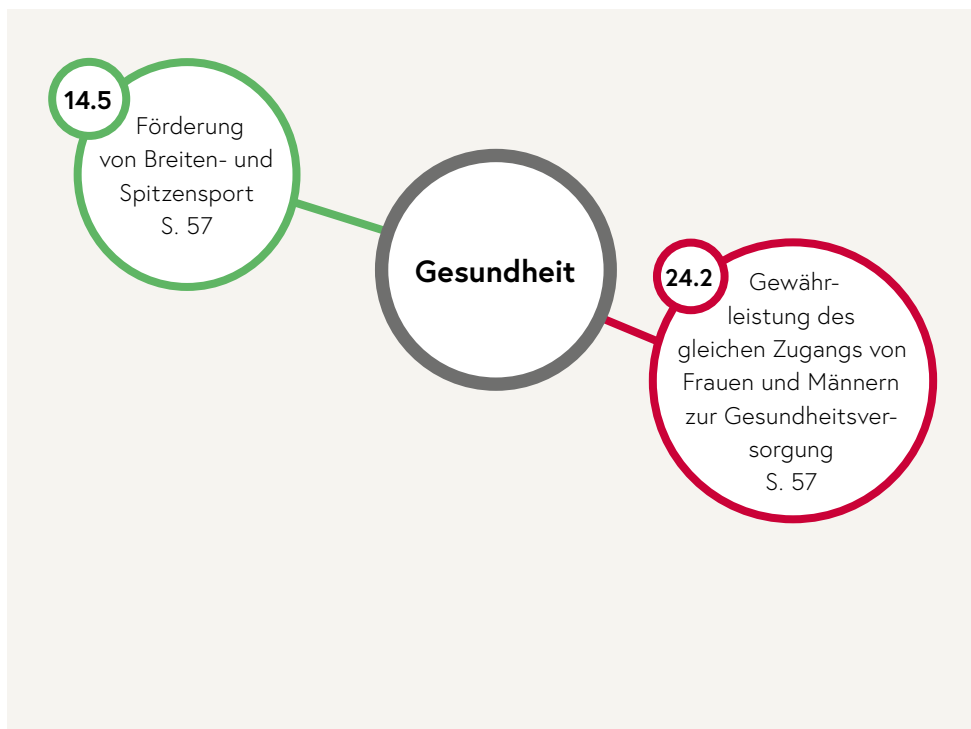 14.5
Förderung
von Breiten- und
Spitzensport
S. 57
Gesundheit
24.2
Gewähr-
leistung des
gleichen Zugangs von
Frauen und Männern
zur Gesundheitsver-
sorgung
S. 57